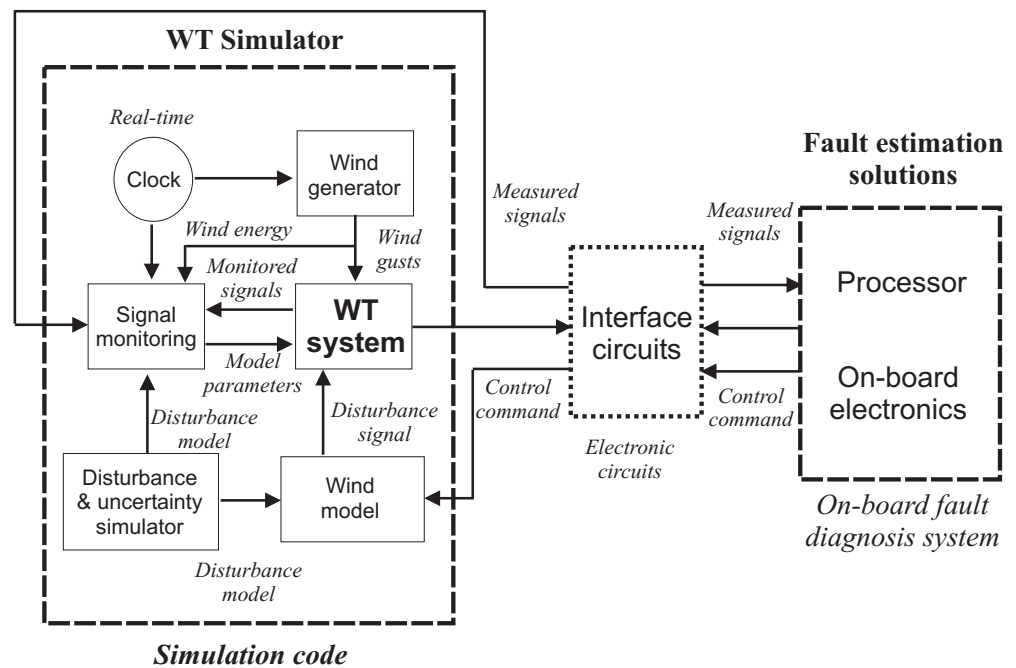 WT Simulator
Real-time
Clock
Wind
generator
Wind energy
Wind
gusts
Monitored
signals
Signal
monitoring
WT
system
Model
parameters
Disturbance
model
Disturbance
signal
Disturbance
& uncertainty
simulator
Wind
model
Disturbance
model
Simulation code
Measured
signals
Interface
circuits
Control
command
Electronic
circuits
Measured
signals
Control
command
Fault estimation
solutions
Processor
On-board
electronics
On-board fault
diagnosis system